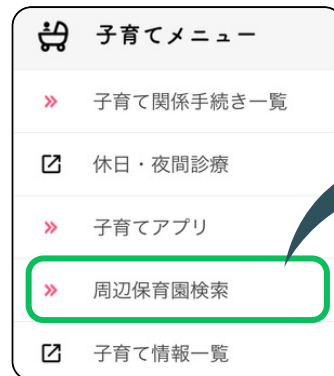 子育てメニュー
子育て関係手続き一覧
休日・夜間診療
子育てアプリ
周辺保育園検索
子育て情報一覧